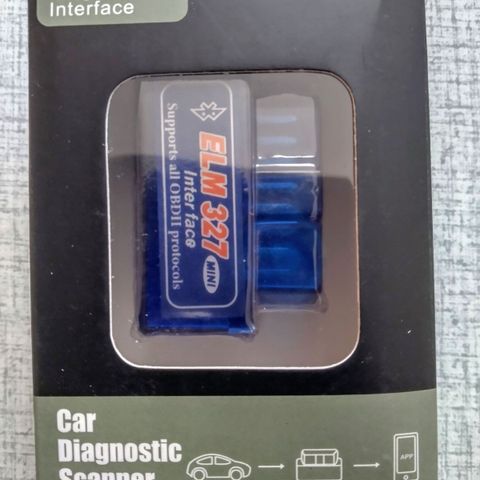 Interface
ELM 327 MINI
Interface
Supports all OBDII protocols
Car
Diagnostic
Scanner
APP